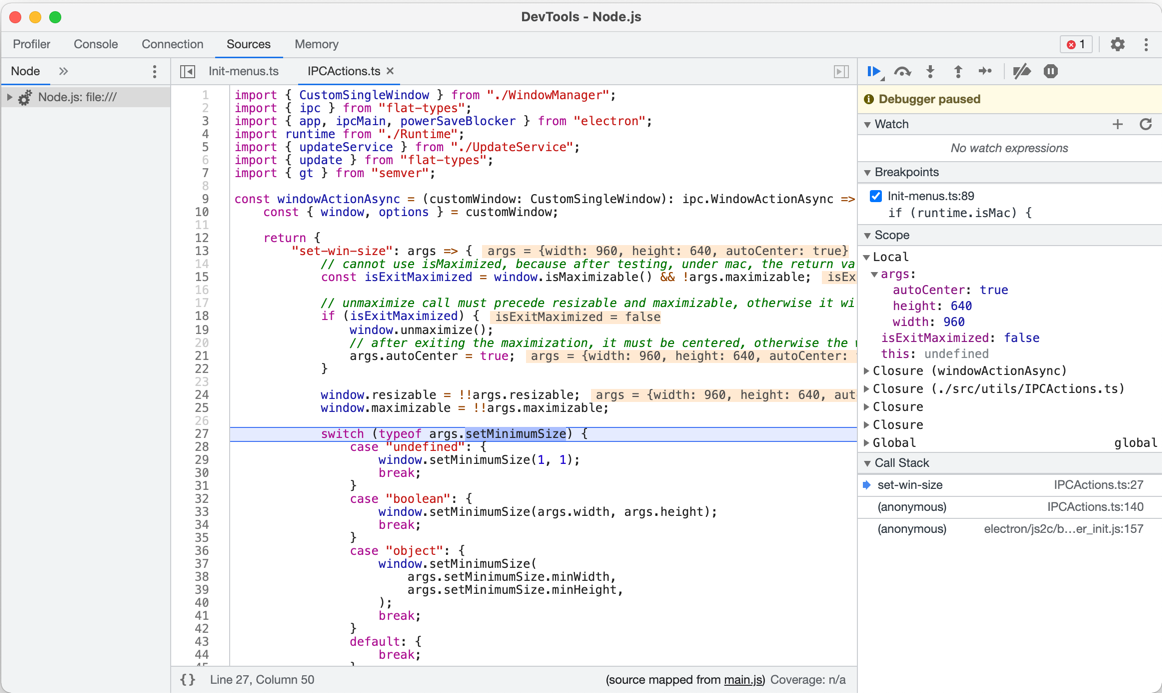 DevTools - Node.js
Profiler Console Connection Sources Memory 1
Node Init-menus.ts IPCActions.ts
Node.js: file:///
1 import { CustomSingleWindow } from "./WindowManager";
2 import { ipc } from "flat-types";
3 import { app, ipcMain, powerSaveBlocker } from "electron";
4 import runtime from "./Runtime";
5 import { updateService } from "./UpdateService";
6 import { update } from "flat-types";
7 import { gt } from "semver";
8
9 const windowActionAsync = (customWindow: CustomSingleWindow): ipc.WindowActionAsync =>
10 const { window, options } = customWindow;
11
12 return {
13 "set-win-size": args => { args = {width: 960, height: 640, autoCenter: true}
14 // cannot use isMaximized, because after testing, under mac, the return va
15 const isExitMaximized = window.isMaximizable() && !args.maximizable; isEx
16
17 // unmaximize call must precede resizable and maximizable, otherwise it wi
18 if (isExitMaximized) { isExitMaximized = false
19 window.unmaximize();
20 // after exiting the maximization, it must be centered, otherwise the w
21 args.autoCenter = true; args = {width: 960, height: 640, autoCenter:
22 }
23
24 window.resizable = !!args.resizable; args = {width: 960, height: 640, aut
25 window.maximizable = !!args.maximizable;
26
27 switch (typeof args.setMinimumSize) {
28 case "undefined": {
29 window.setMinimumSize(1, 1);
30 break;
31 }
32 case "boolean": {
33 window.setMinimumSize(args.width, args.height);
34 break;
35 }
36 case "object": {
37 window.setMinimumSize(
38 args.setMinimumSize.minWidth,
39 args.setMinimumSize.minHeight,
40 );
41 break;
42 }
43 default: {
44 break;
{} Line 27, Column 50 (source mapped from main.js) Coverage: n/a
Debugger paused
Watch
No watch expressions
Breakpoints
Init-menus.ts:89
if (runtime.isMac) {
Scope
Local
args:
autoCenter: true
height: 640
width: 960
isExitMaximized: false
this: undefined
Closure (windowActionAsync)
Closure (./src/utils/IPCActions.ts)
Closure
Closure
Global global
Call Stack
set-win-size IPCActions.ts:27
(anonymous) IPCActions.ts:140
(anonymous) electron/js2c/b...er_init.js:157